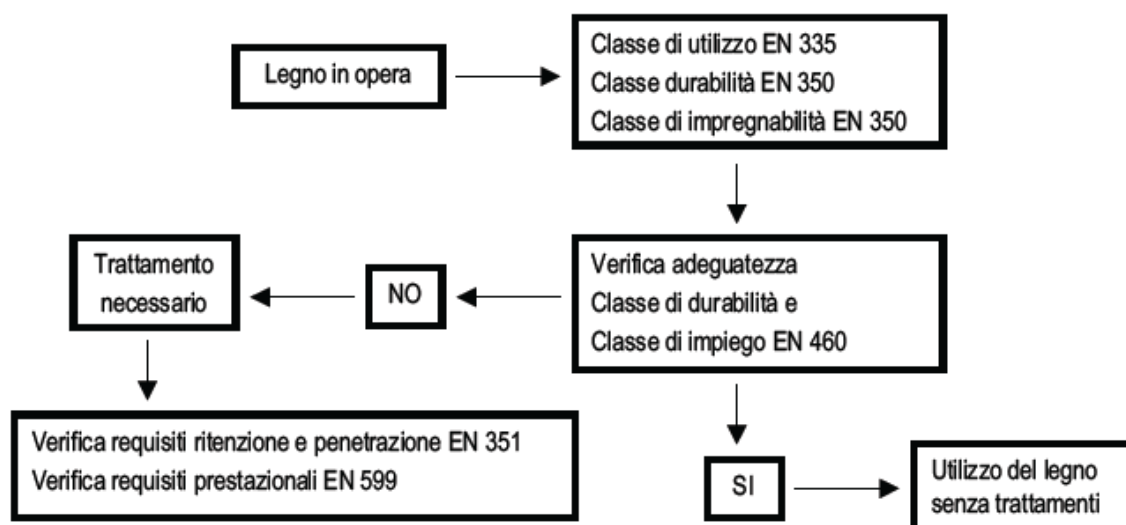 Legno in opera
Classe di utilizzo EN 335
Classe durabilità EN 350
Classe di impregnabilità EN 350
Verifica adeguatezza
Classe di durabilità e
Classe di impiego EN 460
NO
Trattamento
necessario
Verifica requisiti ritenzione e penetrazione EN 351
Verifica requisiti prestazionali EN 599
SI
Utilizzo del legno
senza trattamenti